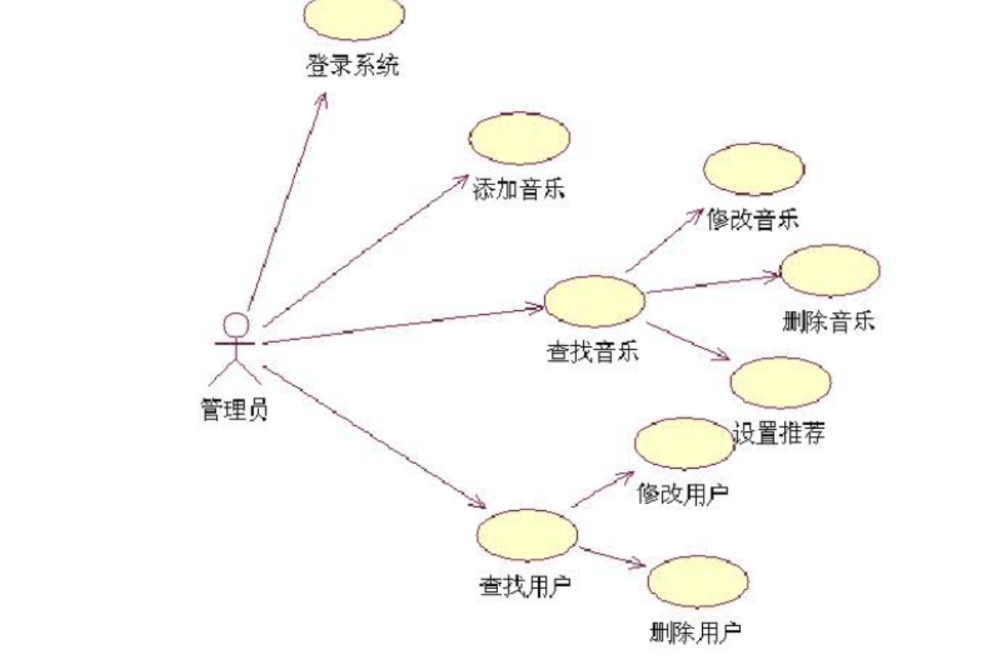 登录系统
添加音乐
修改音乐
删除音乐
查找音乐
管理员
设置推荐
修改用户
查找用户
删除用户